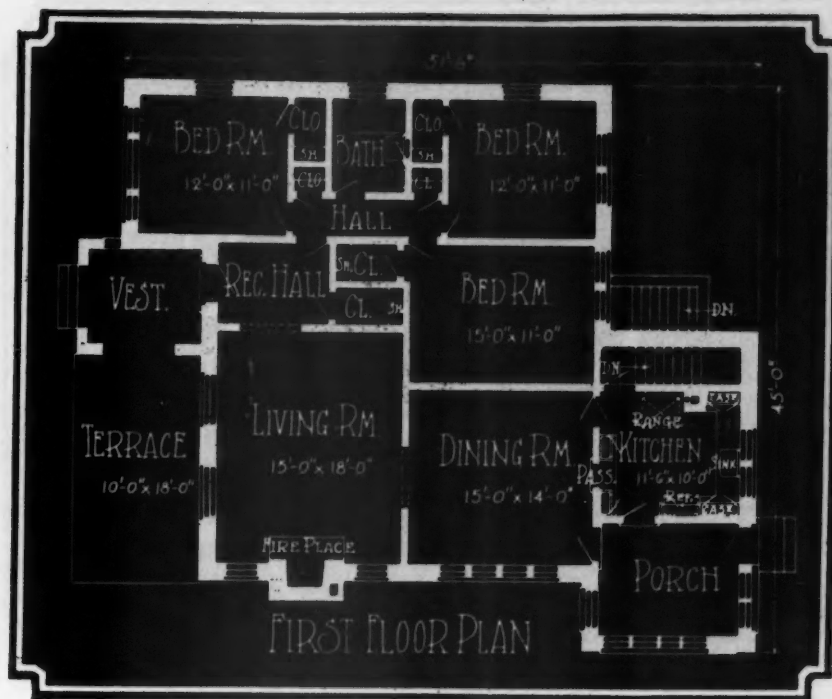 51'-6"
BED RM.
12'-0" x 11'-0"
CLO
SH.
CLO
BATH
CLO
SH.
CL.
BED RM.
12'-0" x 11'-0"
HALL
VEST.
REC. HALL
SH. CL.
CL. SH.
BED RM.
15'-0" x 11'-0"
DN.
DN.
45'-0"
TERRACE
10'-0" x 18'-0"
LIVING RM
15'-0" x 18'-0"
DINING RM
15'-0" x 14'-0"
PASS.
RANGE
KITCHEN
11'-6" x 10'-0"
CASE
SINK
REF.
CASE
FIRE PLACE
PORCH
FIRST FLOOR PLAN